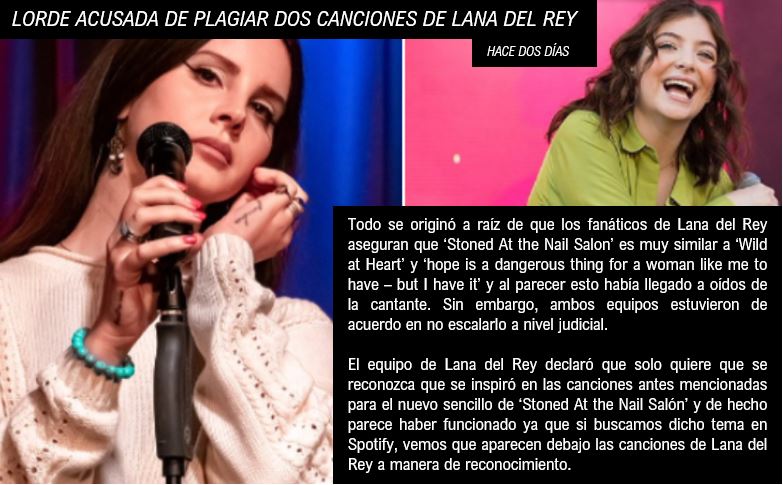 LORDE ACUSADA DE PLAGIAR DOS CANCIONES DE LANA DEL REY
HACE DOS DÍAS
Todo se originó a raíz de que los fanáticos de Lana del Rey
aseguran que ‘Stoned At the Nail Salon’ es muy similar a ‘Wild
at Heart’ y ‘hope is a dangerous thing for a woman like me to
have – but I have it’ y al parecer esto había llegado a oídos de
la cantante. Sin embargo, ambos equipos estuvieron de
acuerdo en no escalarlo a nivel judicial.
El equipo de Lana del Rey declaró que solo quiere que se
reconozca que se inspiró en las canciones antes mencionadas
para el nuevo sencillo de ‘Stoned At the Nail Salón’ y de hecho
parece haber funcionado ya que si buscamos dicho tema en
Spotify, vemos que aparecen debajo las canciones de Lana del
Rey a manera de reconocimiento.